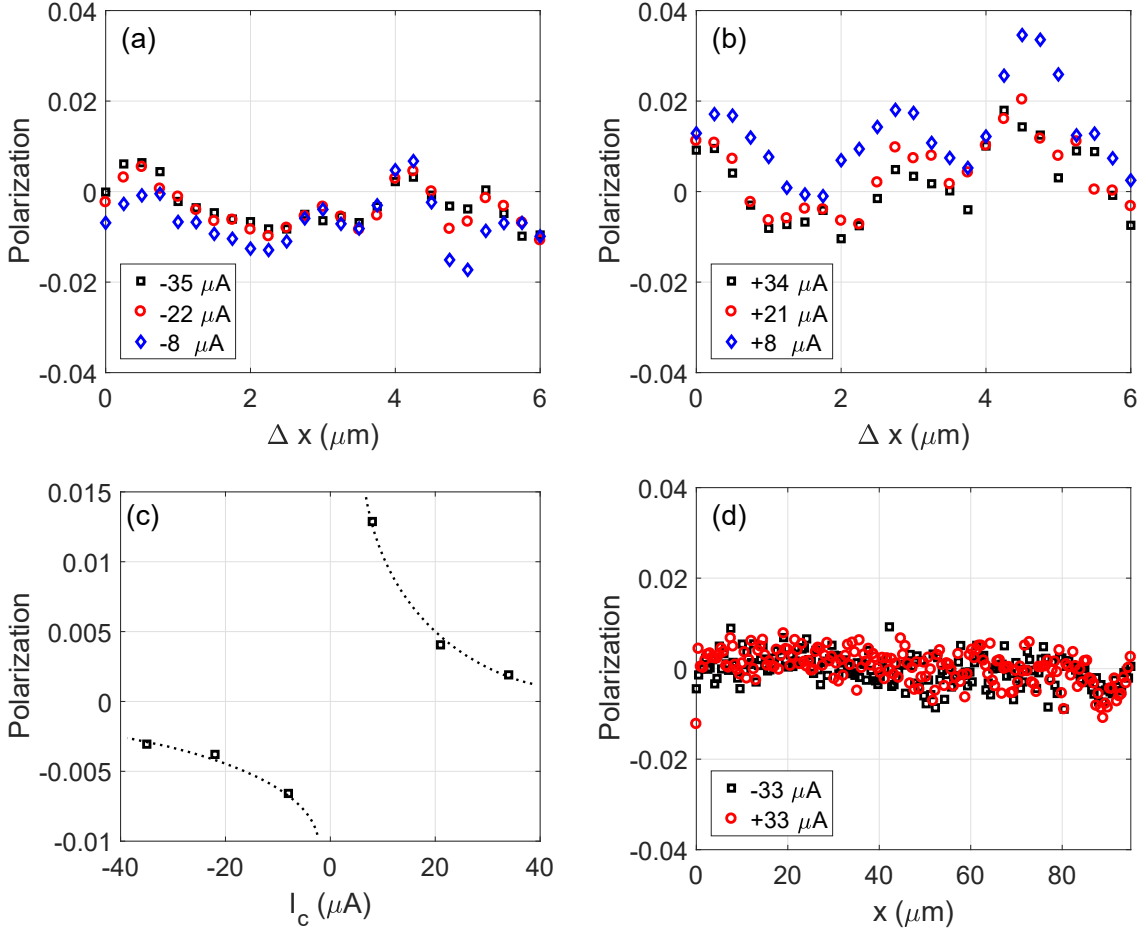 (a)
Polarization
0.04
0.02
0
-0.02
-0.04
-35 μA
-22 μA
-8 μA
0 2 4 6
Δ x (μm)
(b)
Polarization
0.04
0.02
0
-0.02
-0.04
+34 μA
+21 μA
+8 μA
0 2 4 6
Δ x (μm)
(c)
Polarization
0.015
0.01
0.005
0
-0.005
-0.01
-40 -20 0 20 40
I_c (μA)
(d)
Polarization
0.04
0.02
0
-0.02
-0.04
-33 μA
+33 μA
0 20 40 60 80
x (μm)